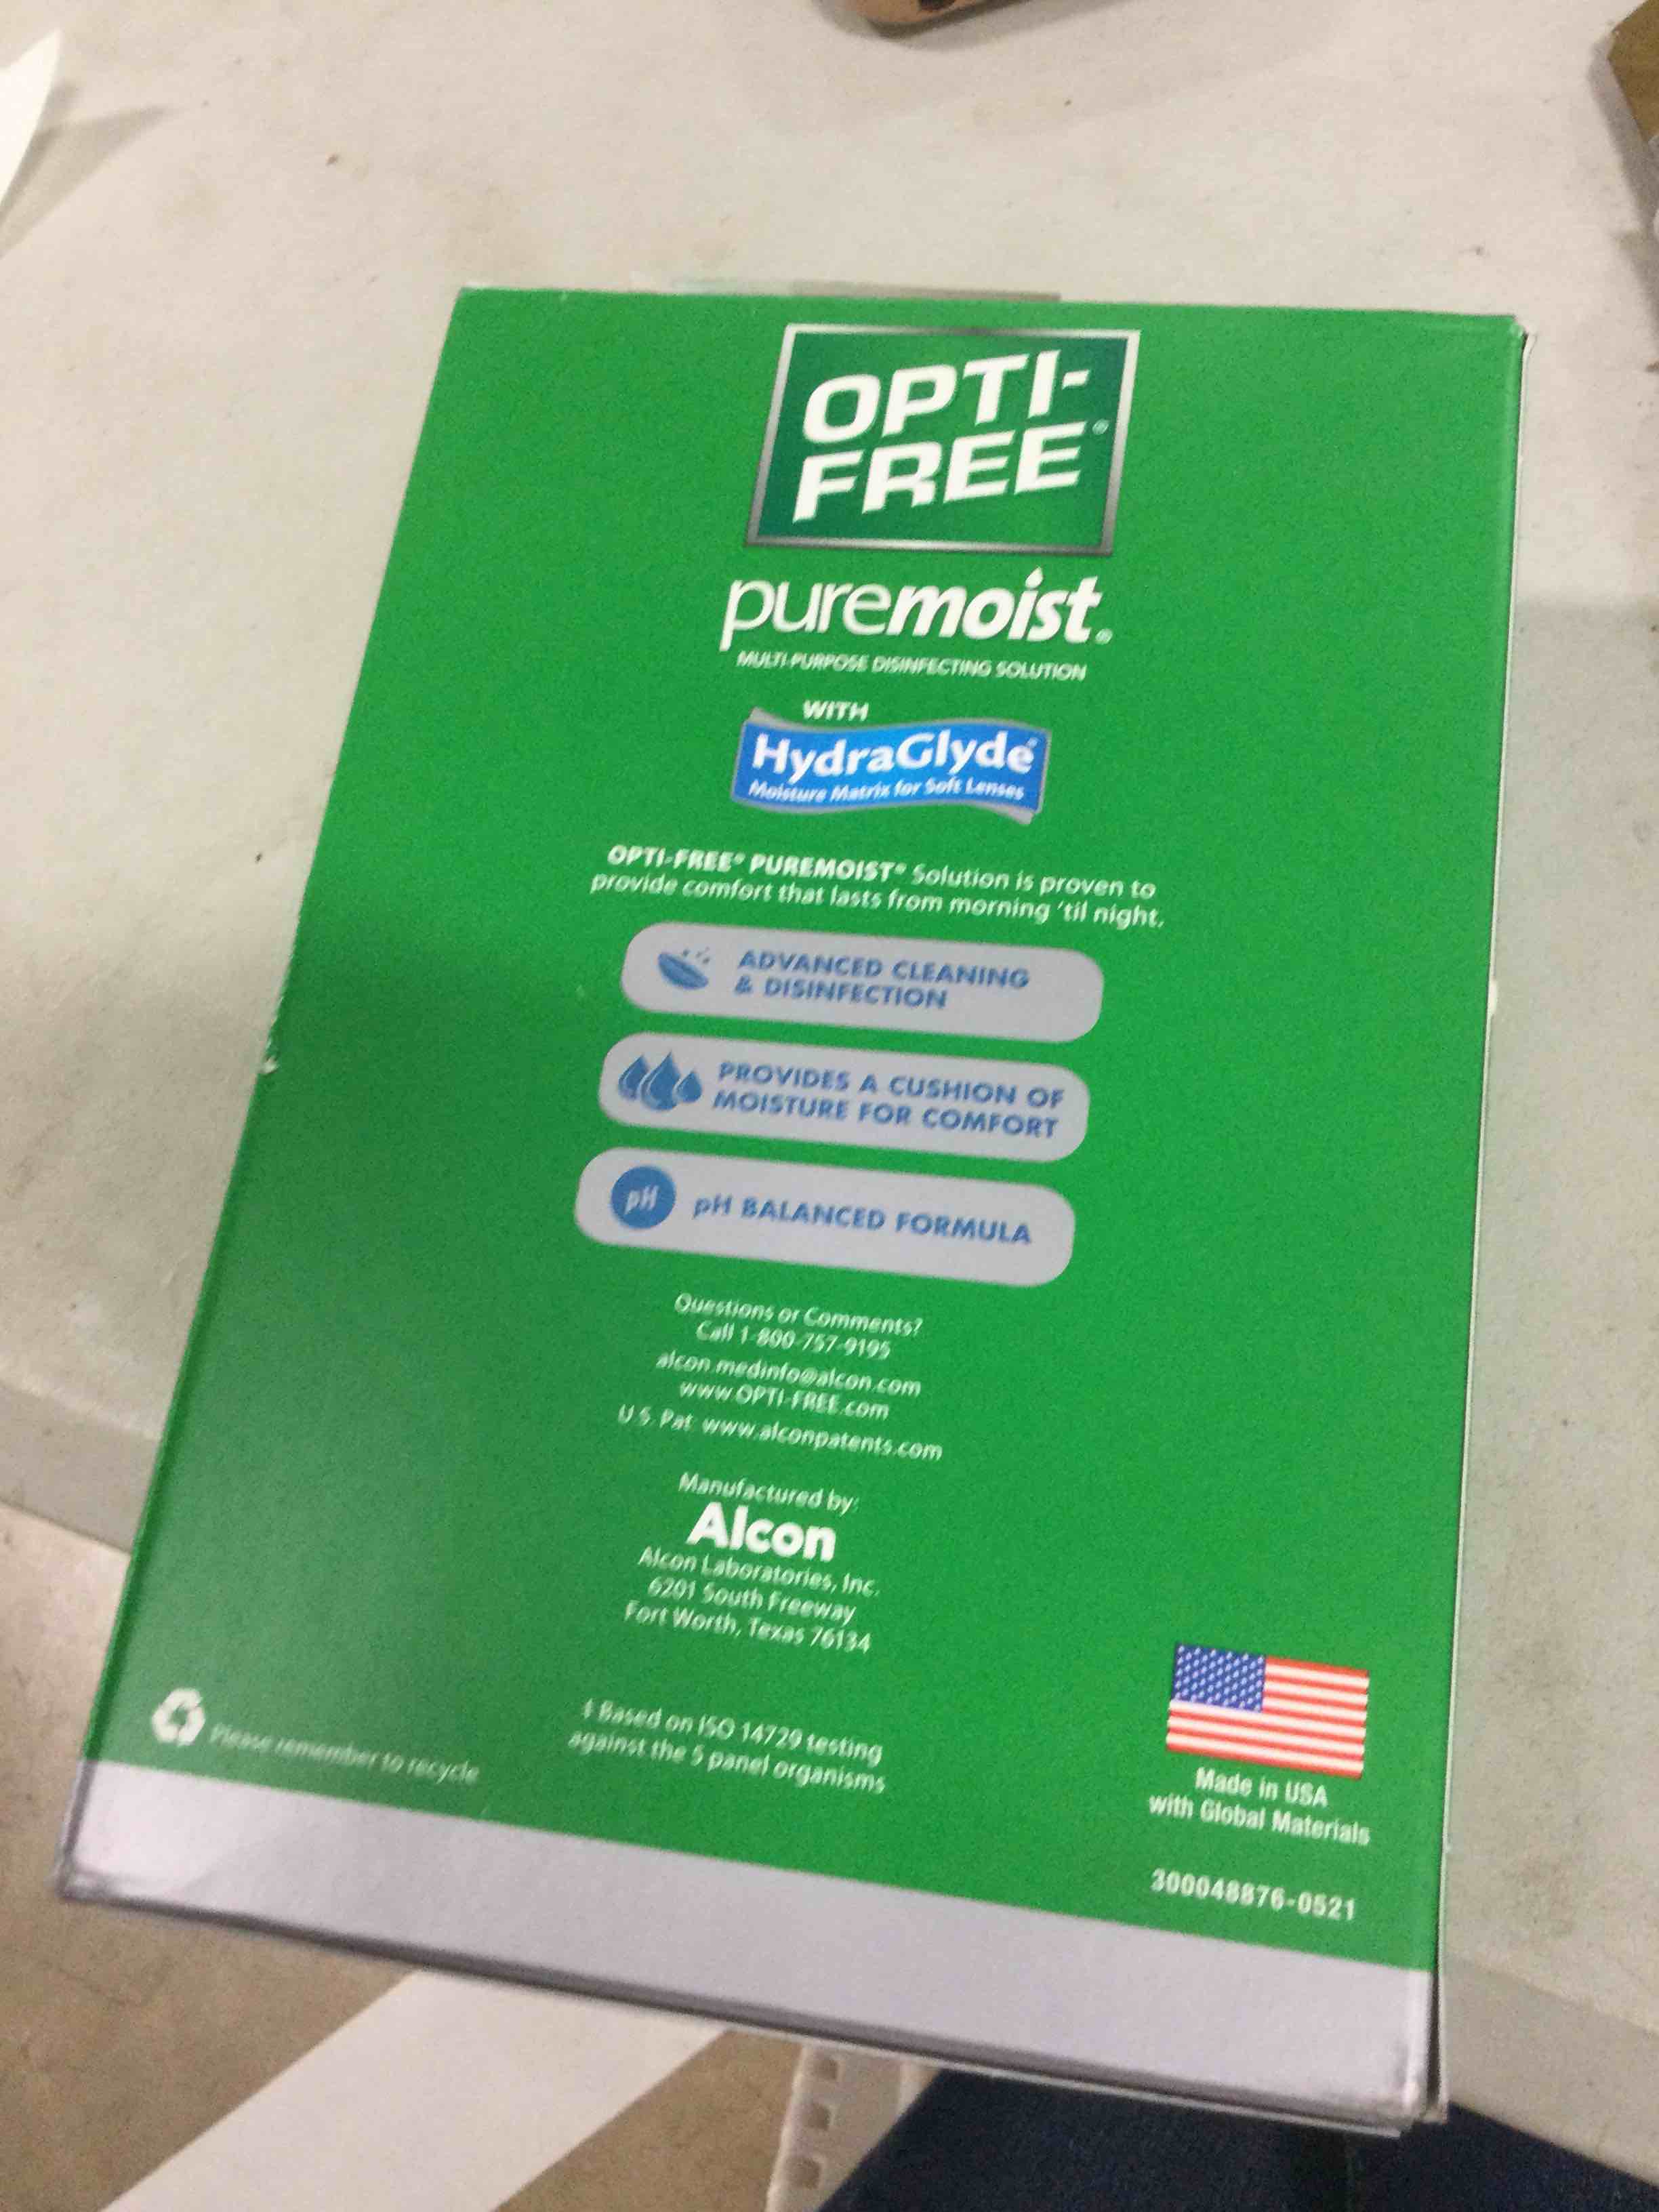 OPTI-
FREE®
puremoist®
MULTI-PURPOSE DISINFECTING SOLUTION
WITH
HydraGlyde®
Moisture Matrix for Soft Lenses
OPTI-FREE® PUREMOIST® Solution is proven to
provide comfort that lasts from morning 'til night.
ADVANCED CLEANING
& DISINFECTION
PROVIDES A CUSHION OF
MOISTURE FOR COMFORT
pH
pH BALANCED FORMULA
Questions or Comments?
Call 1-800-757-9195
alcon.medinfo@alcon.com
www.OPTI-FREE.com
U.S. Pat. www.alconpatents.com
Manufactured by:
Alcon
Alcon Laboratories, Inc.
6201 South Freeway
Fort Worth, Texas 76134
Please remember to recycle
‡ Based on ISO 14729 testing
against the 5 panel organisms
Made in USA
with Global Materials
300048876-0521